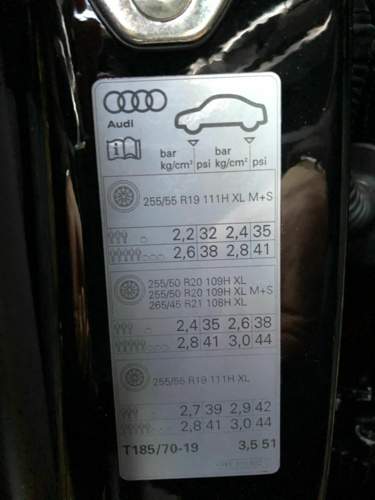 Audi
bar bar
kg/cm² psi kg/cm² psi
255/55 R19 111H XL M+S
2,2 32 2,4 35
2,6 38 2,8 41
255/50 R20 109H XL
255/50 R20 109H XL M+S
265/45 R21 108H XL
2,4 35 2,6 38
2,8 41 3,0 44
255/55 R19 111H XL
2,7 39 2,9 42
2,8 41 3,0 44
T185/70-19 3,5 51